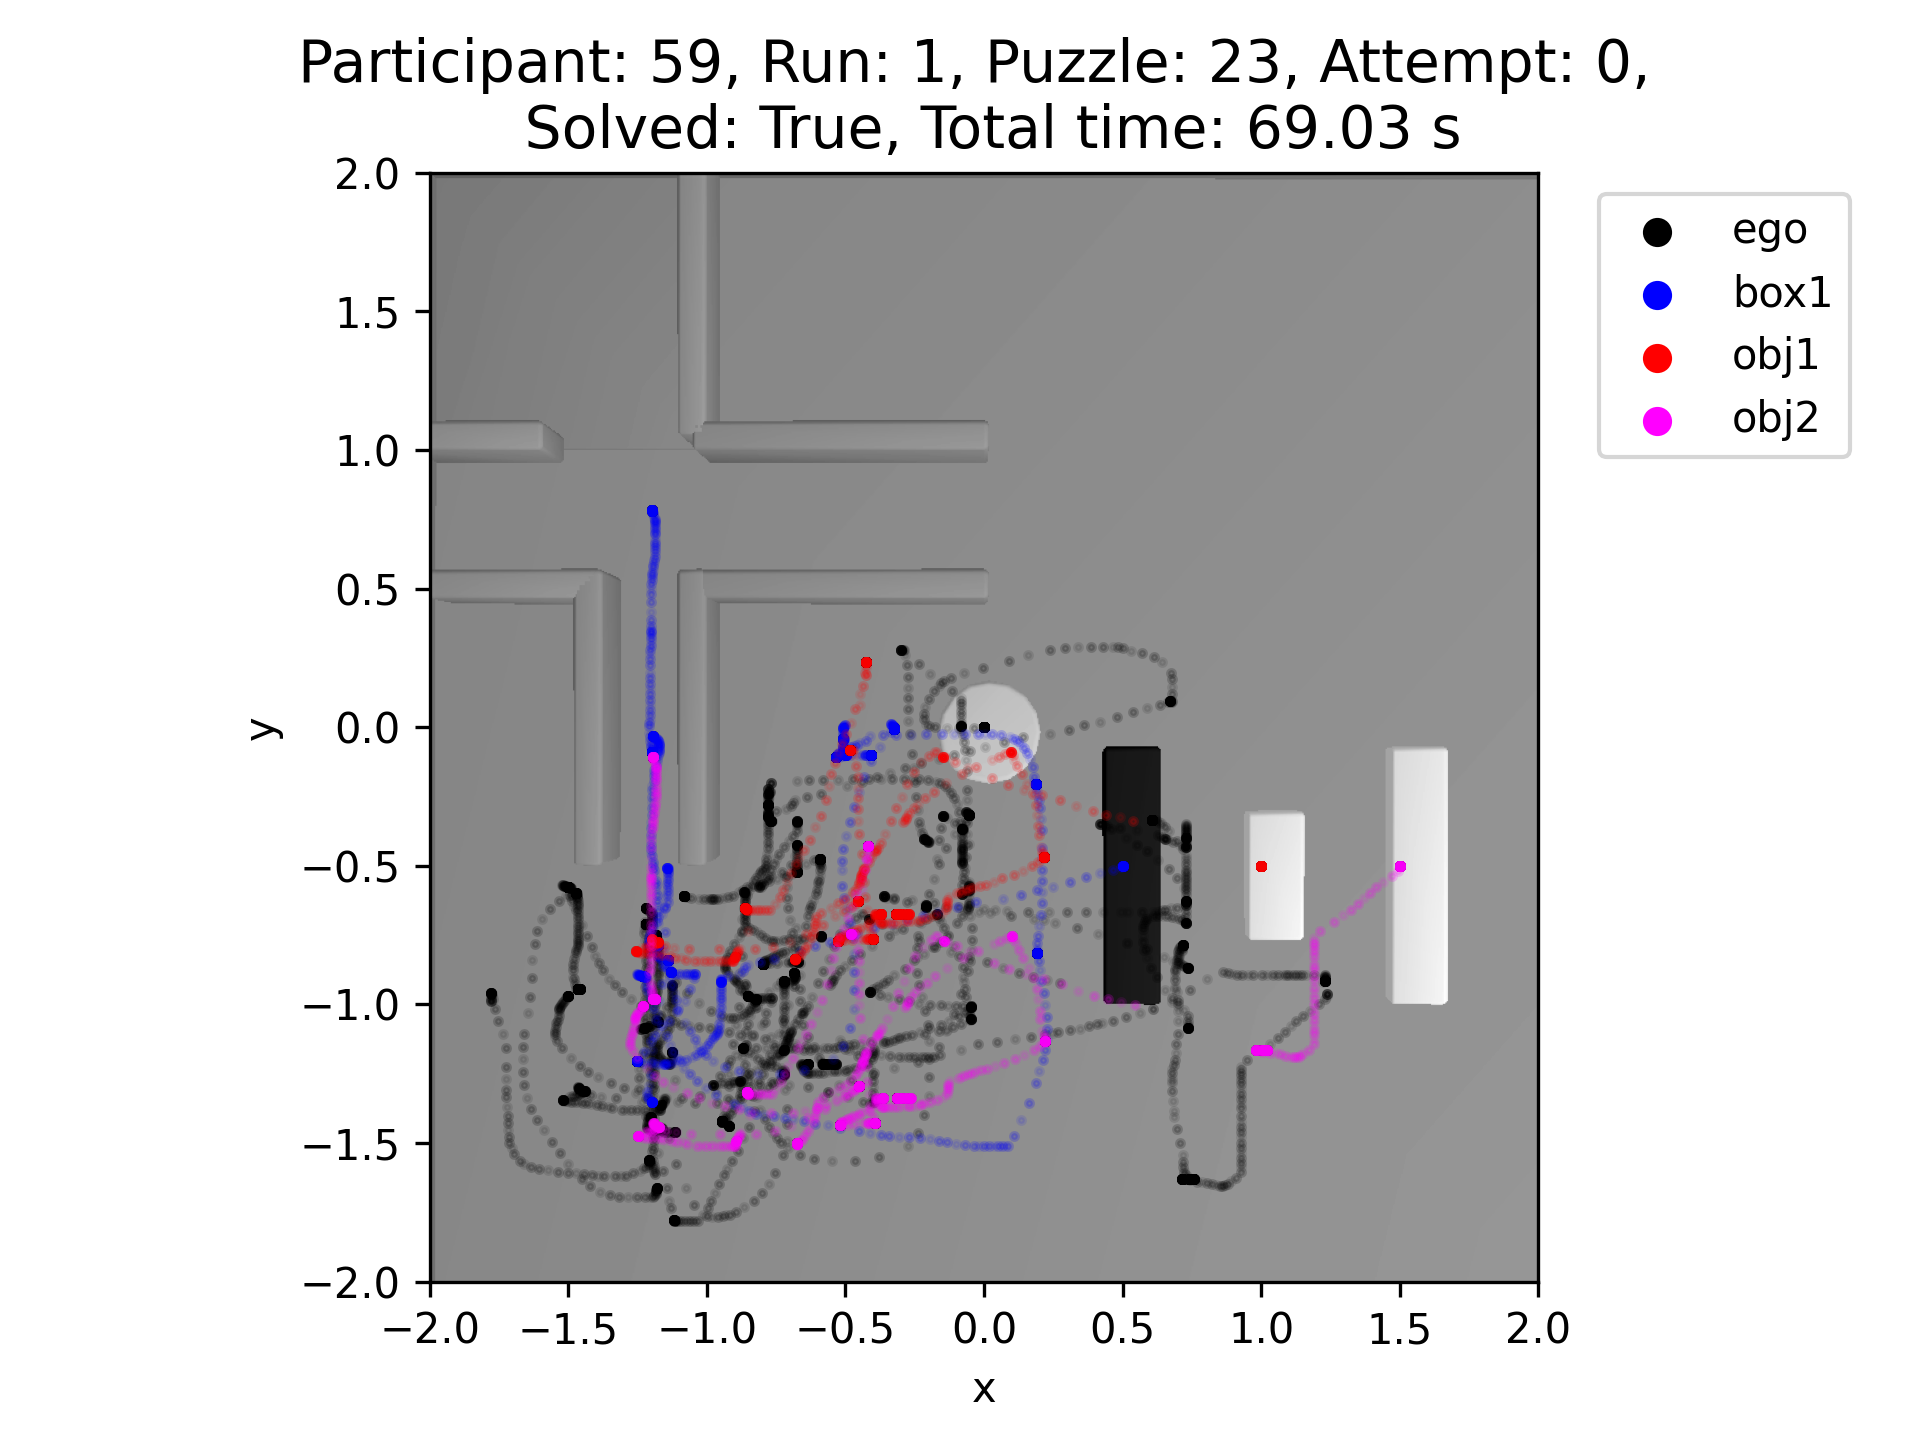 Participant: 59, Run: 1, Puzzle: 23, Attempt: 0,
Solved: True, Total time: 69.03 s
ego
box1
obj1
obj2
2.0
1.5
1.0
0.5
0.0
−0.5
−1.0
−1.5
−2.0
y
−2.0 −1.5 −1.0 −0.5 0.0 0.5 1.0 1.5 2.0
x